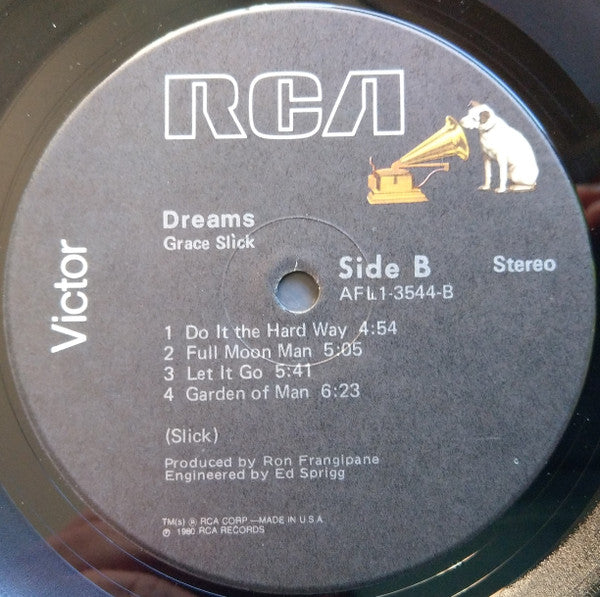 RCA
Victor
Dreams
Grace Slick
Side B
Stereo
AFL1-3544-B
1 Do It the Hard Way 4:54
2 Full Moon Man 5:05
3 Let It Go 5:41
4 Garden of Man 6:23
(Slick)
Produced by Ron Frangipane
Engineered by Ed Sprigg
TM(s) ® RCA CORP.—MADE IN U.S.A.
℗ 1980 RCA RECORDS